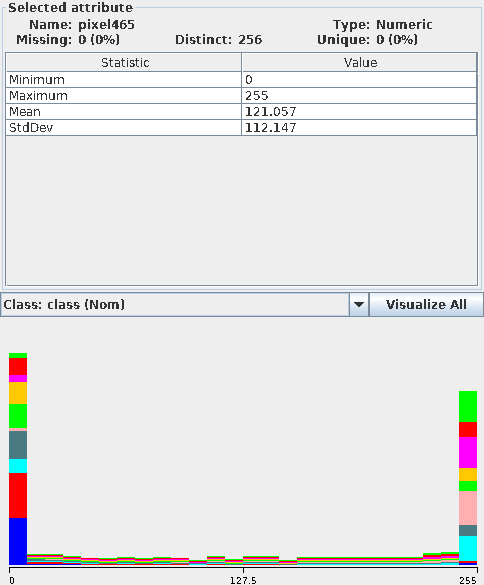 Selected attribute
Name: pixel465 Type: Numeric
Missing: 0 (0%) Distinct: 256 Unique: 0 (0%)
Statistic Value
Minimum 0
Maximum 255
Mean 121.057
StdDev 112.147
Class: class (Nom) Visualize All
0 127.5 255